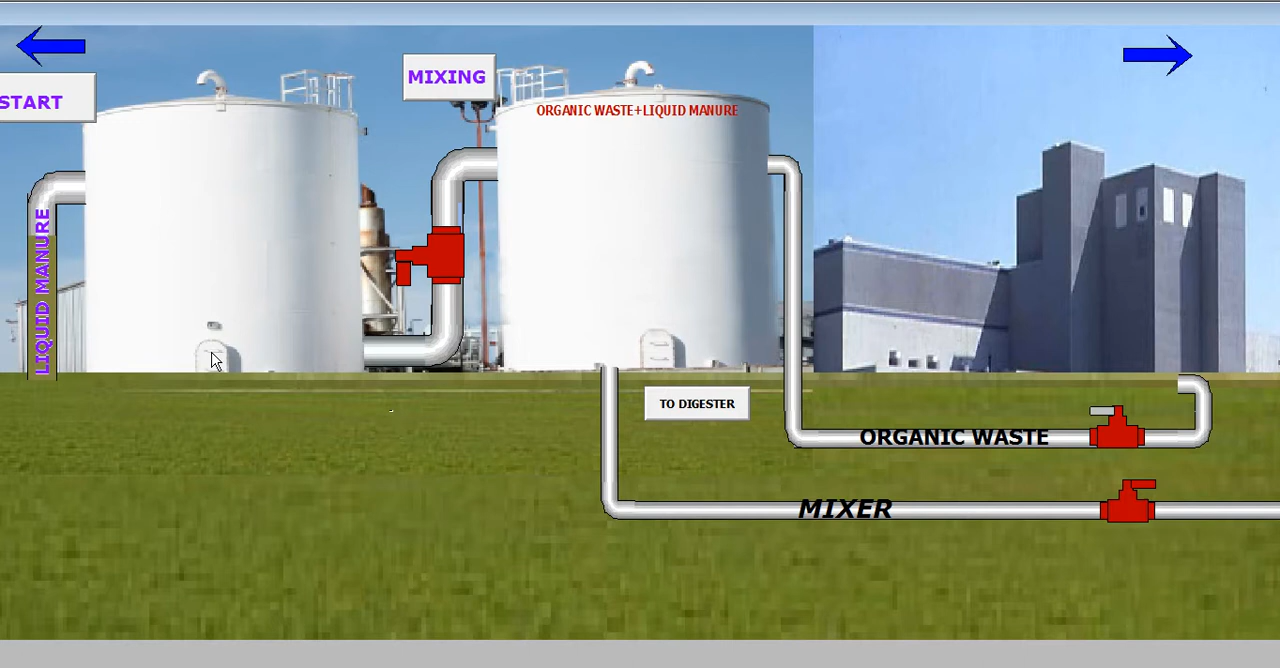 START
MIXING
ORGANIC WASTE+LIQUID MANURE
LIQUID MANURE
TO DIGESTER
ORGANIC WASTE
MIXER